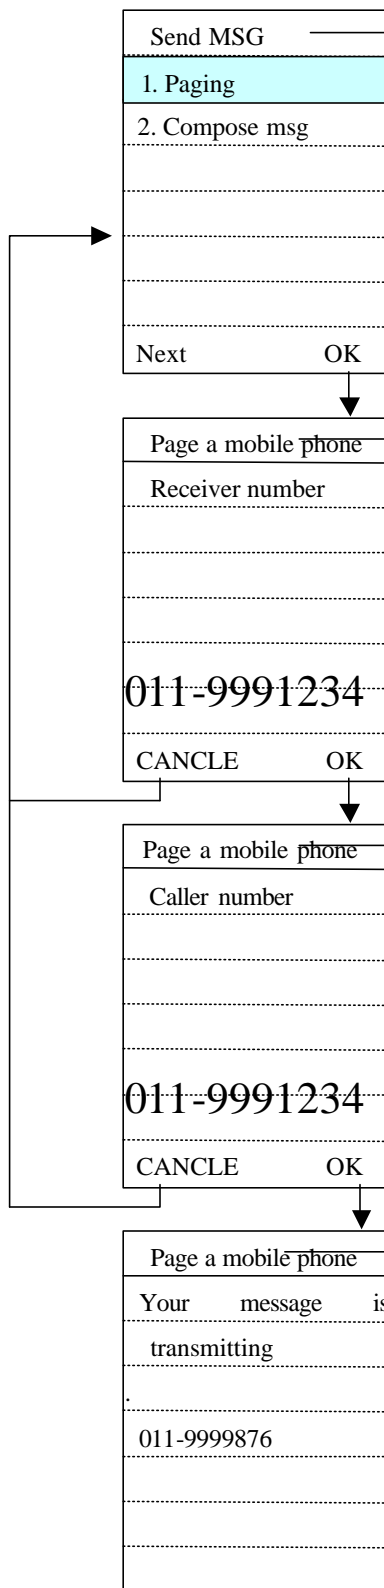 Send MSG
1. Paging
2. Compose msg
Next OK
Page a mobile phone
Receiver number
011-9991234
CANCLE OK
Page a mobile phone
Caller number
011-9991234
CANCLE OK
Page a mobile phone
Your message is
transmitting
.
011-9999876